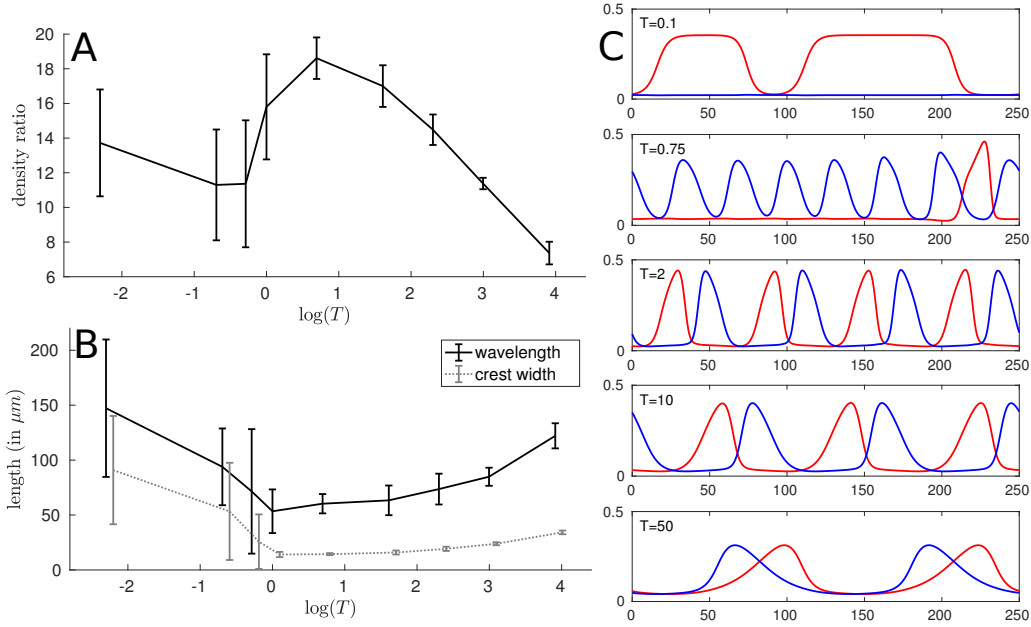 A
20
18
16
14
12
10
8
6
density ratio
-2 -1 0 1 2 3 4
log(T)
B
wavelength
crest width
200
150
100
50
0
length (in μm)
-2 -1 0 1 2 3 4
log(T)
C
0.5
T=0.1
0
0 50 100 150 200 250
0.5
T=0.75
0
0 50 100 150 200 250
0.5
T=2
0
0 50 100 150 200 250
0.5
T=10
0
0 50 100 150 200 250
0.5
T=50
0
0 50 100 150 200 250